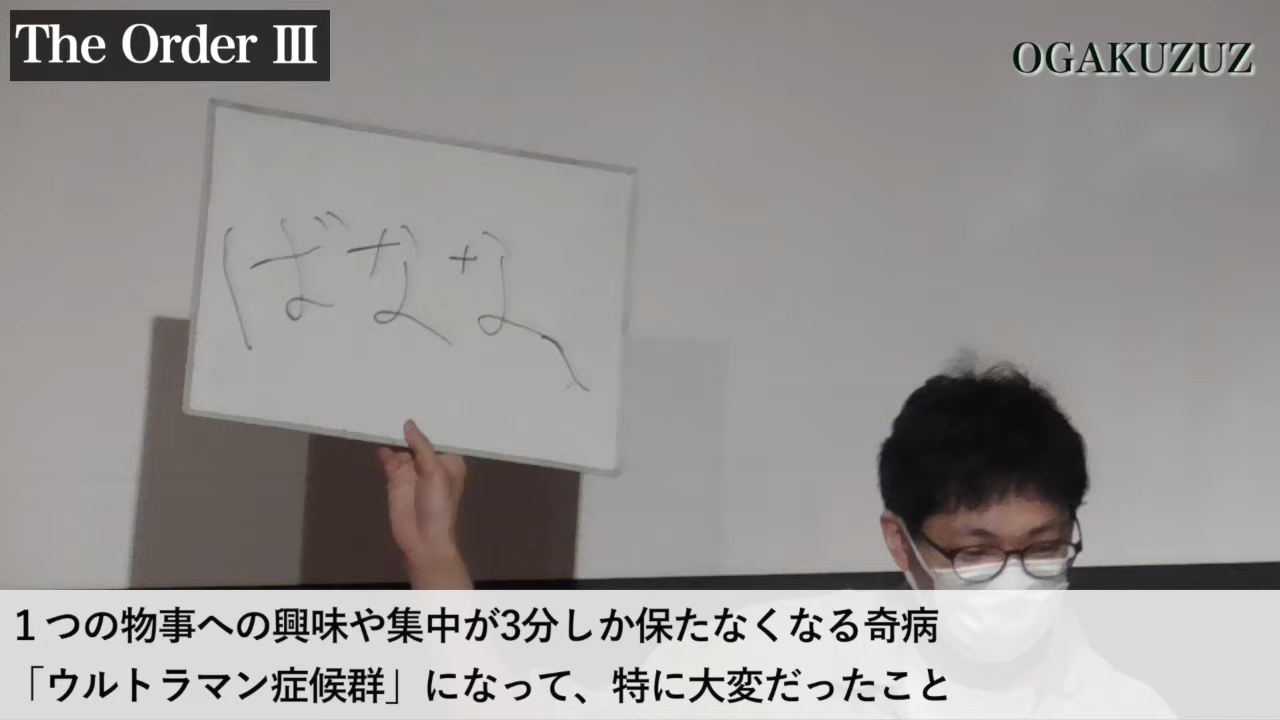 The Order Ⅲ
OGAKUZUZ
ばなな
１つの物事への興味や集中が3分しか保たなくなる奇病
「ウルトラマン症候群」になって、特に大変だったこと